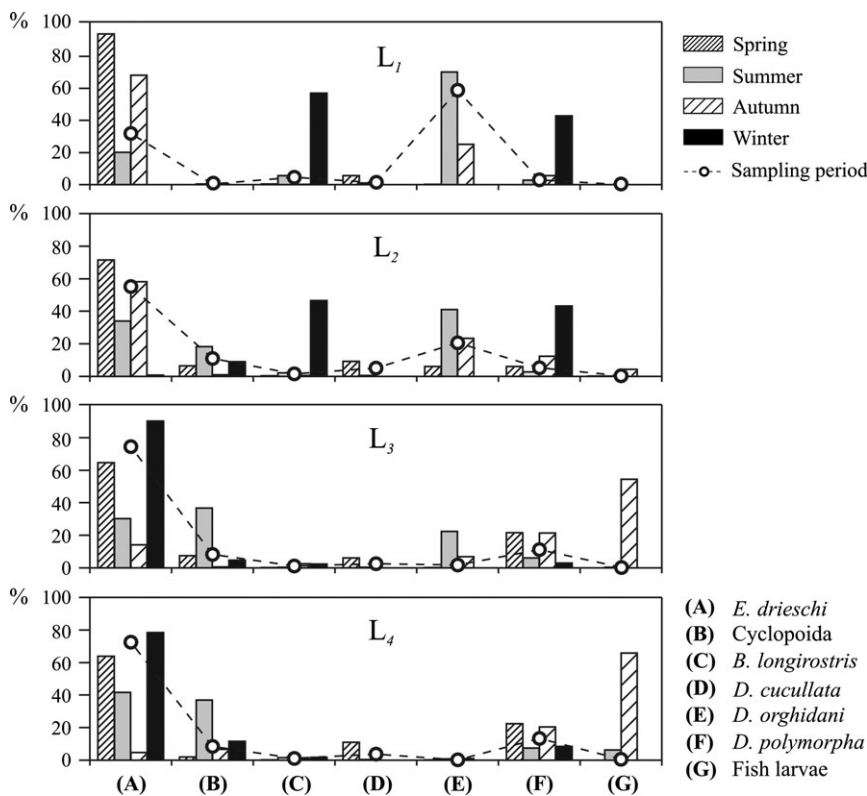 %
100
80
60
40
20
0
L1
%
100
80
60
40
20
0
L2
%
100
80
60
40
20
0
L3
%
100
80
60
40
20
0
L4
(A) (B) (C) (D) (E) (F) (G)
Spring
Summer
Autumn
Winter
Sampling period
(A) E. drieschi
(B) Cyclopoida
(C) B. longirostris
(D) D. cucullata
(E) D. orghidani
(F) D. polymorpha
(G) Fish larvae